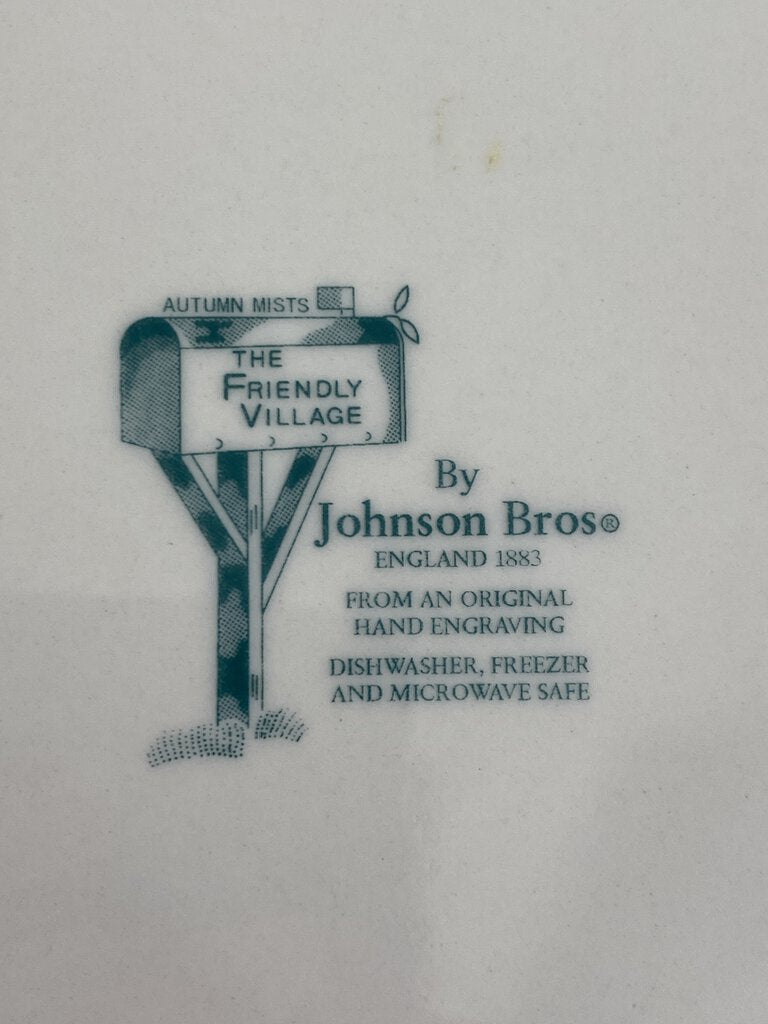 AUTUMN MISTS
THE
FRIENDLY
VILLAGE
By
Johnson Bros®
ENGLAND 1883
FROM AN ORIGINAL
HAND ENGRAVING
DISHWASHER, FREEZER
AND MICROWAVE SAFE